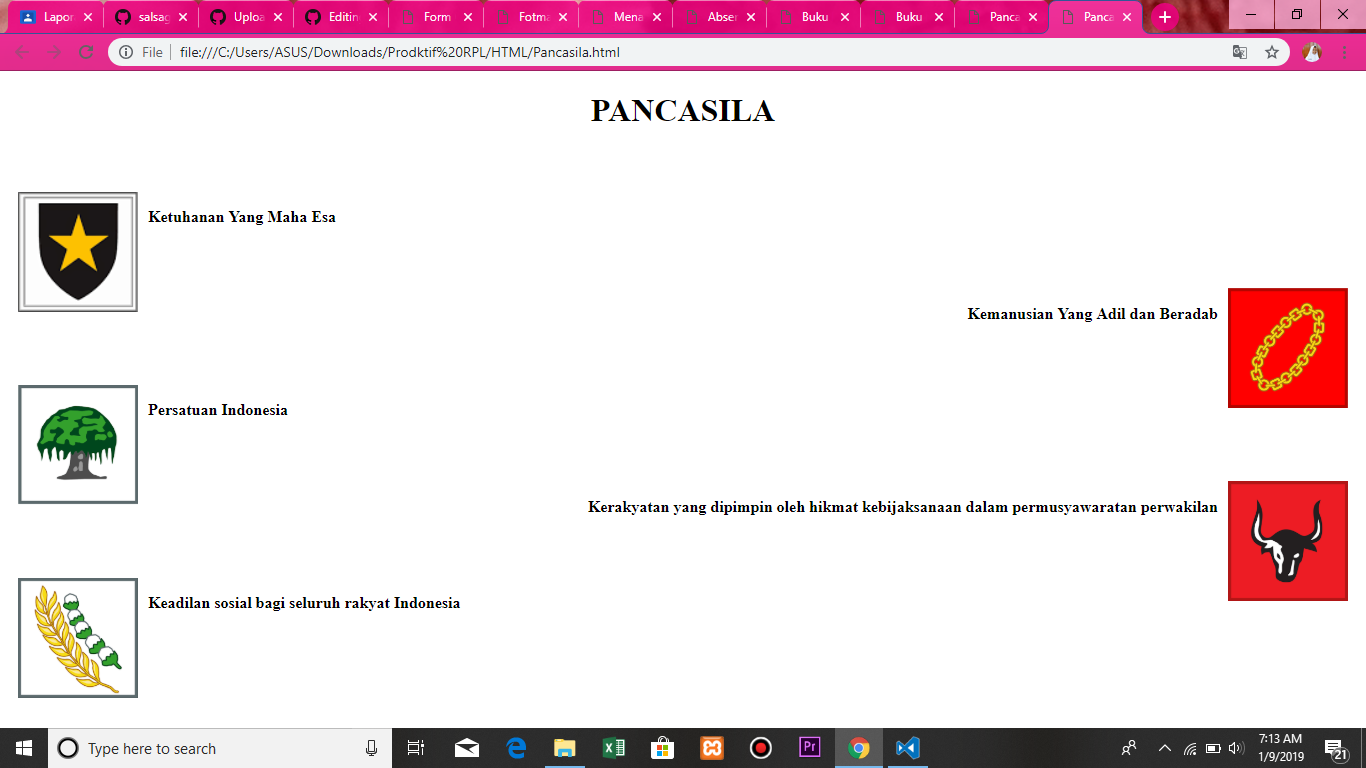 Lapor
salsag
Uploa
Editin
Form
Fotma
Mena
Abser
Buku
Buku
Panca
Panca
File
file:///C:/Users/ASUS/Downloads/Prodktif%20RPL/HTML/Pancasila.html
PANCASILA
Ketuhanan Yang Maha Esa
Kemanusian Yang Adil dan Beradab
Persatuan Indonesia
Kerakyatan yang dipimpin oleh hikmat kebijaksanaan dalam permusyawaratan perwakilan
Keadilan sosial bagi seluruh rakyat Indonesia
Type here to search
Pr
7:13 AM
1/9/2019
21